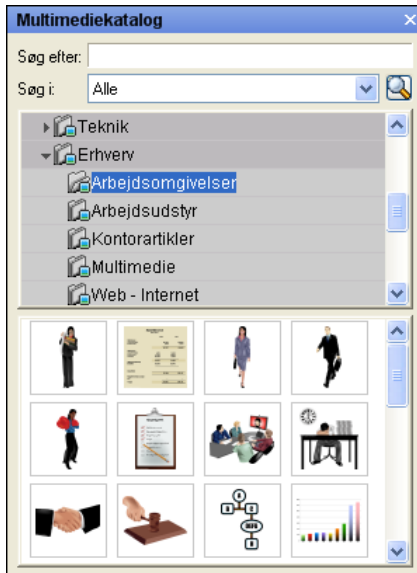 Multimediekatalog
Søg efter:
Søg i: Alle
Teknik
Erhverv
Arbejdsomgivelser
Arbejdsudstyr
Kontorartikler
Multimedie
Web - Internet